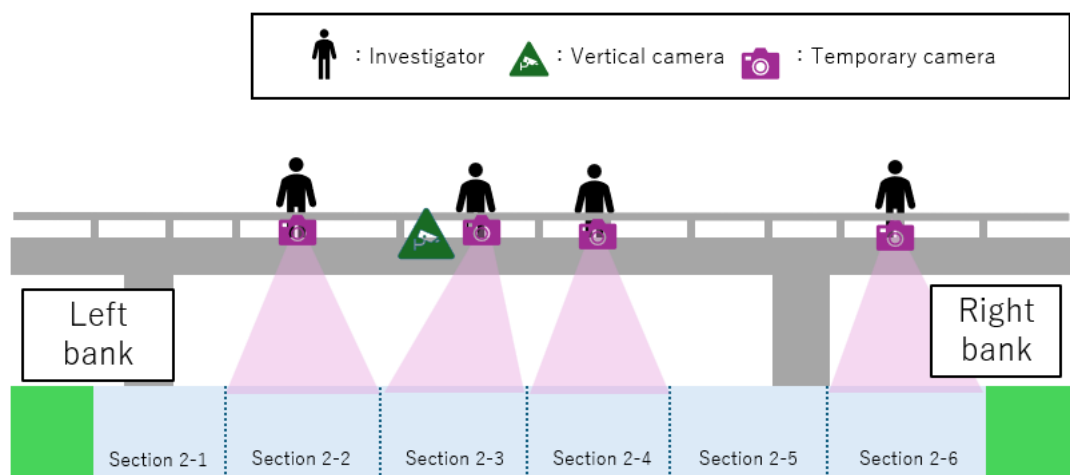 : Investigator
: Vertical camera
: Temporary camera
Left
bank
Right
bank
Section 2-1
Section 2-2
Section 2-3
Section 2-4
Section 2-5
Section 2-6